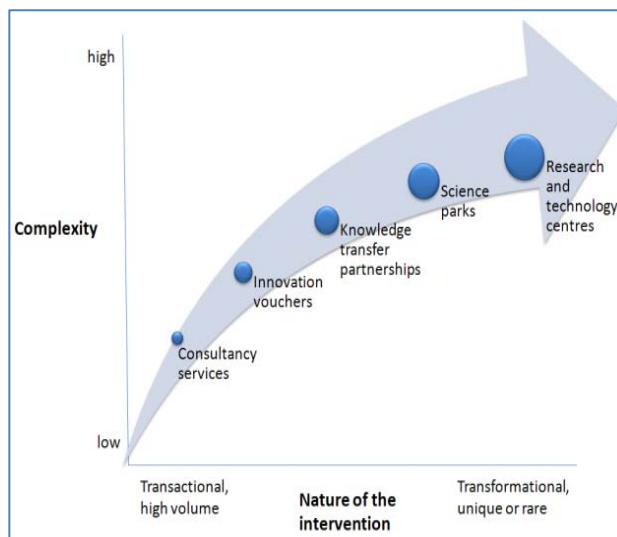 high
Complexity
low
Consultancy
services
Innovation
vouchers
Knowledge
transfer
partnerships
Science
parks
Research
and
technology
centres
Transactional,
high volume
Nature of the
intervention
Transformational,
unique or rare